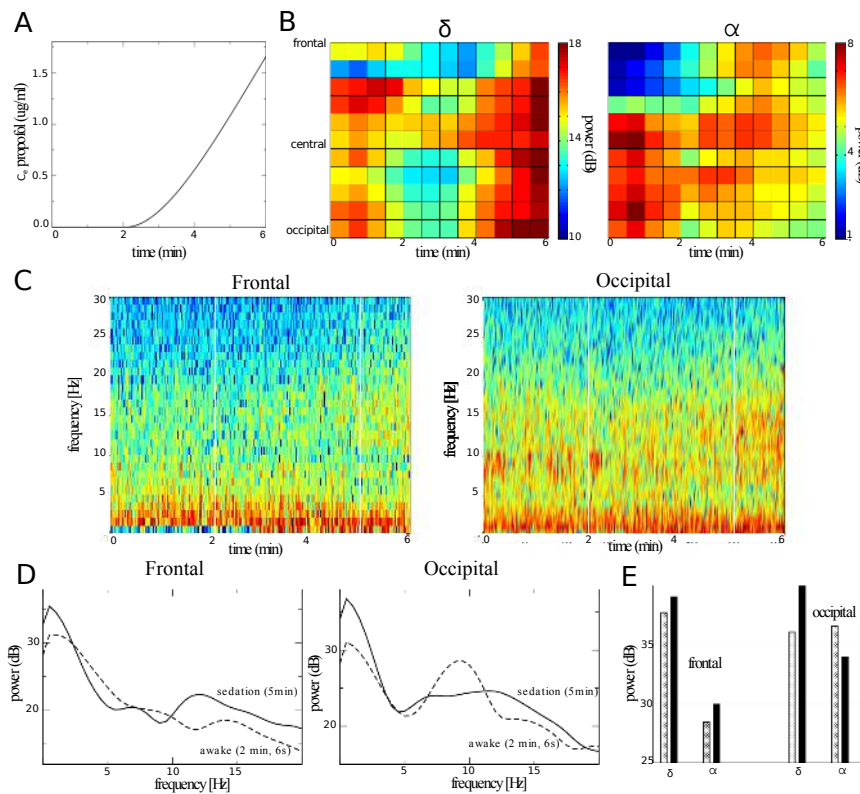 A
B
δ
α
1.5
1.0
0.5
0.0
c_e propofol (ug/ml)
0 2 4 6
time (min)
frontal
central
occipital
0 2 4 6
time (min)
18
14
10
power (dB)
0 2 4 6
time (min)
8
4
1
C
Frontal
30
25
20
15
10
5
frequency [Hz]
0 2 4 6
time (min)
Occipital
30
25
20
15
10
5
frequency [Hz]
0 2 4 6
time (min)
D
Frontal
30
20
power (dB)
sedation (5min)
awake (2 min, 6s)
5 10 15
frequency [Hz]
Occipital
30
20
power (dB)
sedation (5min)
awake (2 min, 6s)
5 10 15
frequency [Hz]
E
35
30
25
frontal
occipital
δ α δ α